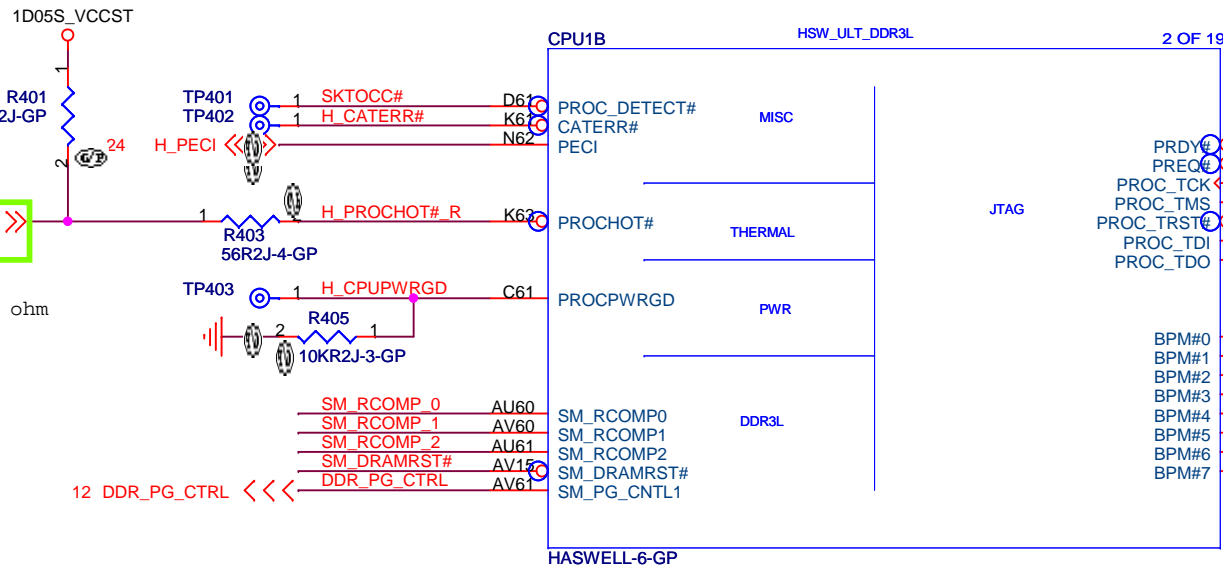 1D05S_VCCST
CPU1B
HSW_ULT_DDR3L
2 OF 19
1
R401
2J-GP
2
TP401
1
SKTOCC#
D61
PROC_DETECT#
TP402
1
H_CATERR#
K61
CATERR#
24
H_PECI
N62
PECI
MISC
PRDY#
PREQ#
PROC_TCK
PROC_TMS
PROC_TRST#
PROC_TDI
PROC_TDO
JTAG
1
R403
56R2J-4-GP
H_PROCHOT#_R
K63
PROCHOT#
THERMAL
ohm
TP403
1
H_CPUPWRGD
C61
PROCPWRGD
PWR
2
R405
1
10KR2J-3-GP
BPM#0
BPM#1
BPM#2
BPM#3
BPM#4
BPM#5
BPM#6
BPM#7
SM_RCOMP_0
AU60
SM_RCOMP0
SM_RCOMP_1
AV60
SM_RCOMP1
SM_RCOMP_2
AU61
SM_RCOMP2
SM_DRAMRST#
AV15
SM_DRAMRST#
12 DDR_PG_CTRL
DDR_PG_CTRL
AV61
SM_PG_CNTL1
DDR3L
HASWELL-6-GP